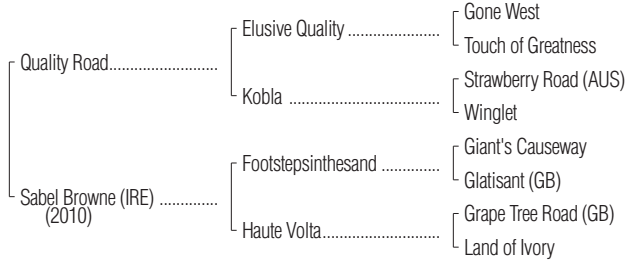 Gone West
Elusive Quality
Touch of Greatness
Quality Road
Strawberry Road (AUS)
Kobla
Winglet
Giant's Causeway
Footstepsinthesand
Glatisant (GB)
Sabel Browne (IRE)
(2010)
Grape Tree Road (GB)
Haute Volta
Land of Ivory